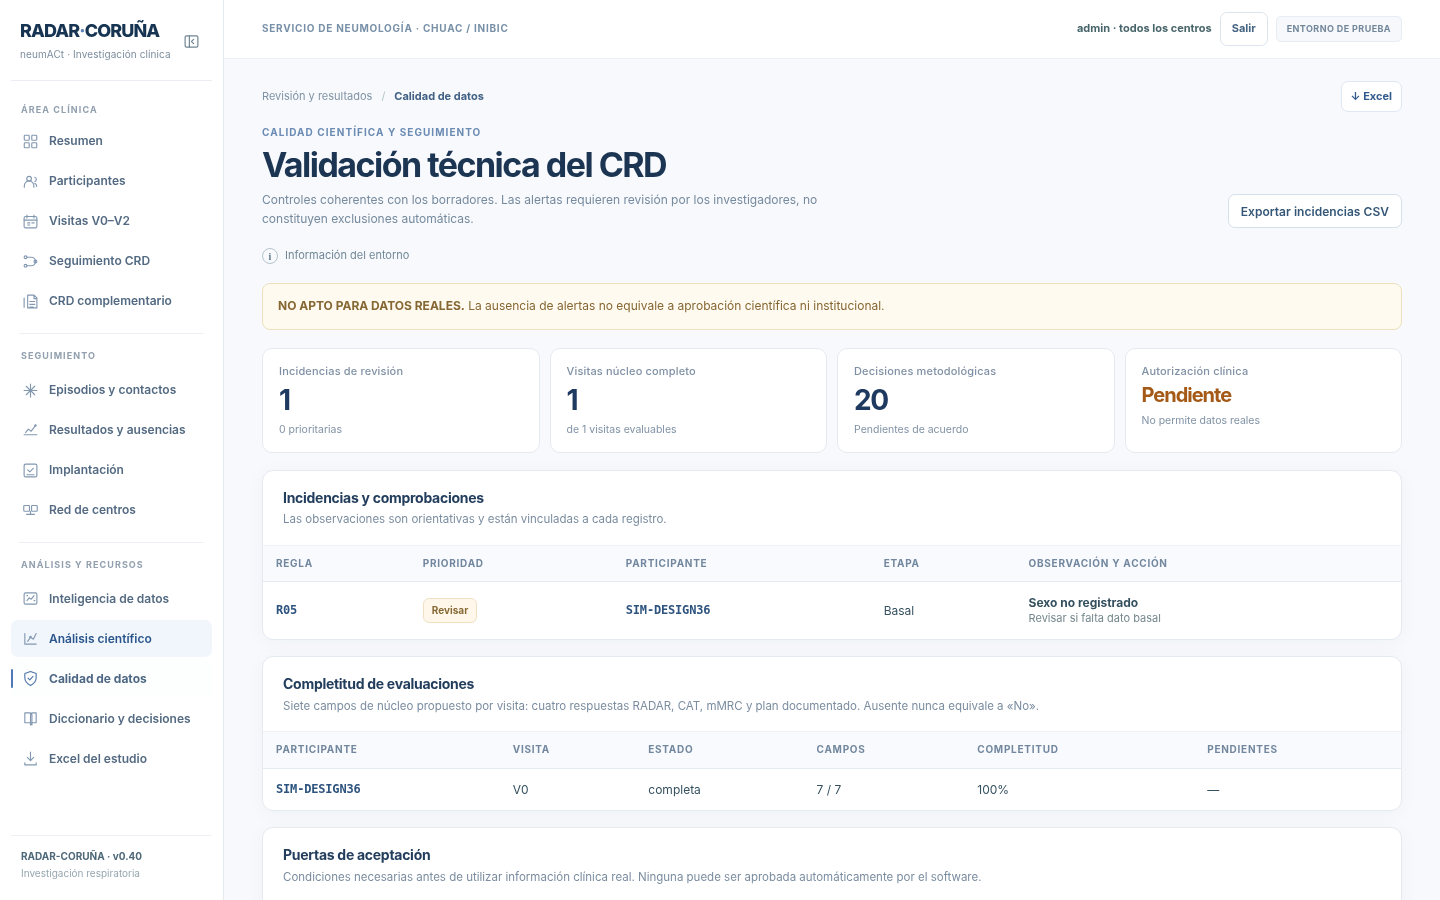 RADAR·CORUÑA
neumACt · Investigación clínica
ÁREA CLÍNICA
Resumen
Participantes
Visitas V0–V2
Seguimiento CRD
CRD complementario
SEGUIMIENTO
Episodios y contactos
Resultados y ausencias
Implantación
Red de centros
ANÁLISIS Y RECURSOS
Inteligencia de datos
Análisis científico
Calidad de datos
Diccionario y decisiones
Excel del estudio
RADAR-CORUÑA · v0.40
Investigación respiratoria
SERVICIO DE NEUMOLOGÍA · CHUAC / INIBIC
admin · todos los centros
Salir
ENTORNO DE PRUEBA
Revisión y resultados / Calidad de datos
↓ Excel
CALIDAD CIENTÍFICA Y SEGUIMIENTO
Validación técnica del CRD
Controles coherentes con los borradores. Las alertas requieren revisión por los investigadores, no
constituyen exclusiones automáticas.
Exportar incidencias CSV
i Información del entorno
NO APTO PARA DATOS REALES. La ausencia de alertas no equivale a aprobación científica ni institucional.
Incidencias de revisión
1
0 prioritarias
Visitas núcleo completo
1
de 1 visitas evaluables
Decisiones metodológicas
20
Pendientes de acuerdo
Autorización clínica
Pendiente
No permite datos reales
Incidencias y comprobaciones
Las observaciones son orientativas y están vinculadas a cada registro.
REGLA PRIORIDAD PARTICIPANTE ETAPA OBSERVACIÓN Y ACCIÓN
R05 Revisar SIM-DESIGN36 Basal Sexo no registrado
Revisar si falta dato basal
Completitud de evaluaciones
Siete campos de núcleo propuesto por visita: cuatro respuestas RADAR, CAT, mMRC y plan documentado. Ausente nunca equivale a «No».
PARTICIPANTE VISITA ESTADO CAMPOS COMPLETITUD PENDIENTES
SIM-DESIGN36 V0 completa 7 / 7 100% —
Puertas de aceptación
Condiciones necesarias antes de utilizar información clínica real. Ninguna puede ser aprobada automáticamente por el software.